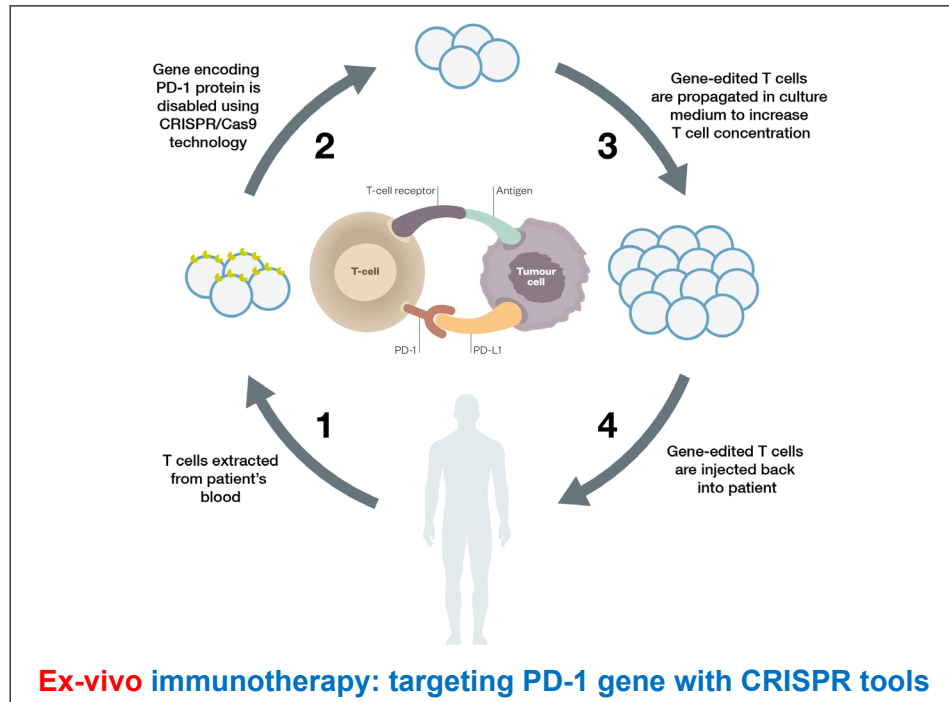 Gene encoding
PD-1 protein is
disabled using
CRISPR/Cas9
technology
2
Gene-edited T cells
are propagated in culture
medium to increase
T cell concentration
3
T-cell receptor
Antigen
T-cell
Tumour
cell
PD-1
PD-L1
1
T cells extracted
from patient's
blood
4
Gene-edited T cells
are injected back
into patient
Ex-vivo immunotherapy: targeting PD-1 gene with CRISPR tools